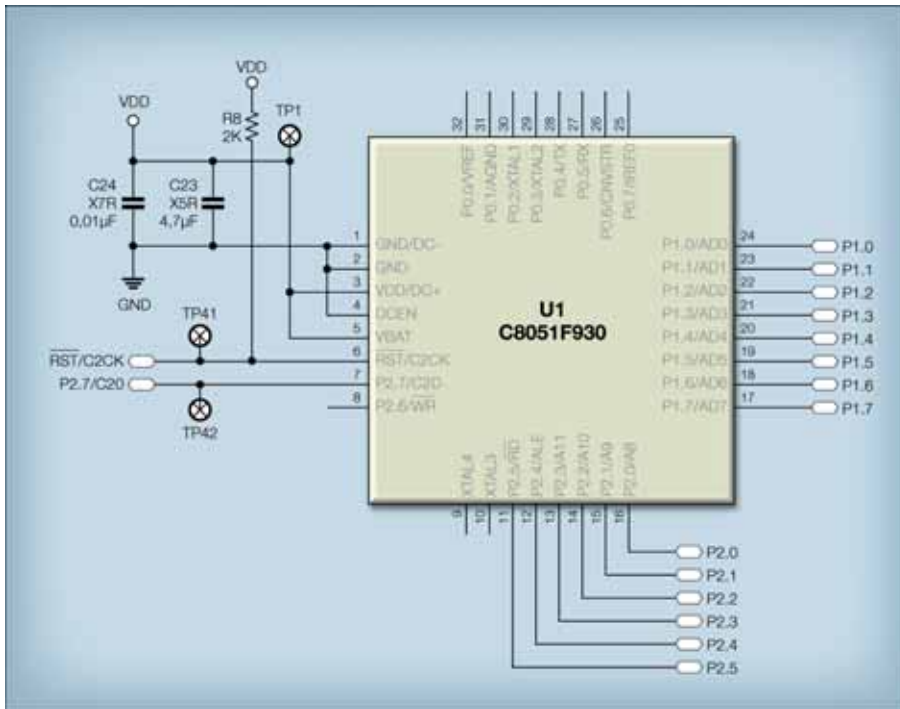 VDD
VDD
TP1
R8
2K
C24
X7R
0,01µF
C23
X5R
4,7µF
GND
TP41
RST/C2CK
P2.7/C20
TP42
32
31
30
29
28
27
26
25
P0.0/VREF
P0.1/AGND
P0.2/XTAL1
P0.3/XTAL2
P0.4/TX
P0.5/RX
P0.6/CNVSTR
P0.7/IREF0
1
GND/DC-
2
GND
3
VDD/DC+
4
DCEN
5
VBAT
6
RST/C2CK
7
P2.7/C2D
8
P2.6/WR
U1
C8051F930
P1.0/AD0
24
P1.0
P1.1/AD1
23
P1.1
P1.2/AD2
22
P1.2
P1.3/AD3
21
P1.3
P1.4/AD4
20
P1.4
P1.5/AD5
19
P1.5
P1.6/AD6
18
P1.6
P1.7/AD7
17
P1.7
XTAL4
XTAL3
P2.5/RD
P2.4/ALE
P2.3/A11
P2.2/A10
P2.1/A9
P2.0/A8
9
10
11
12
13
14
15
16
P2.0
P2.1
P2.2
P2.3
P2.4
P2.5